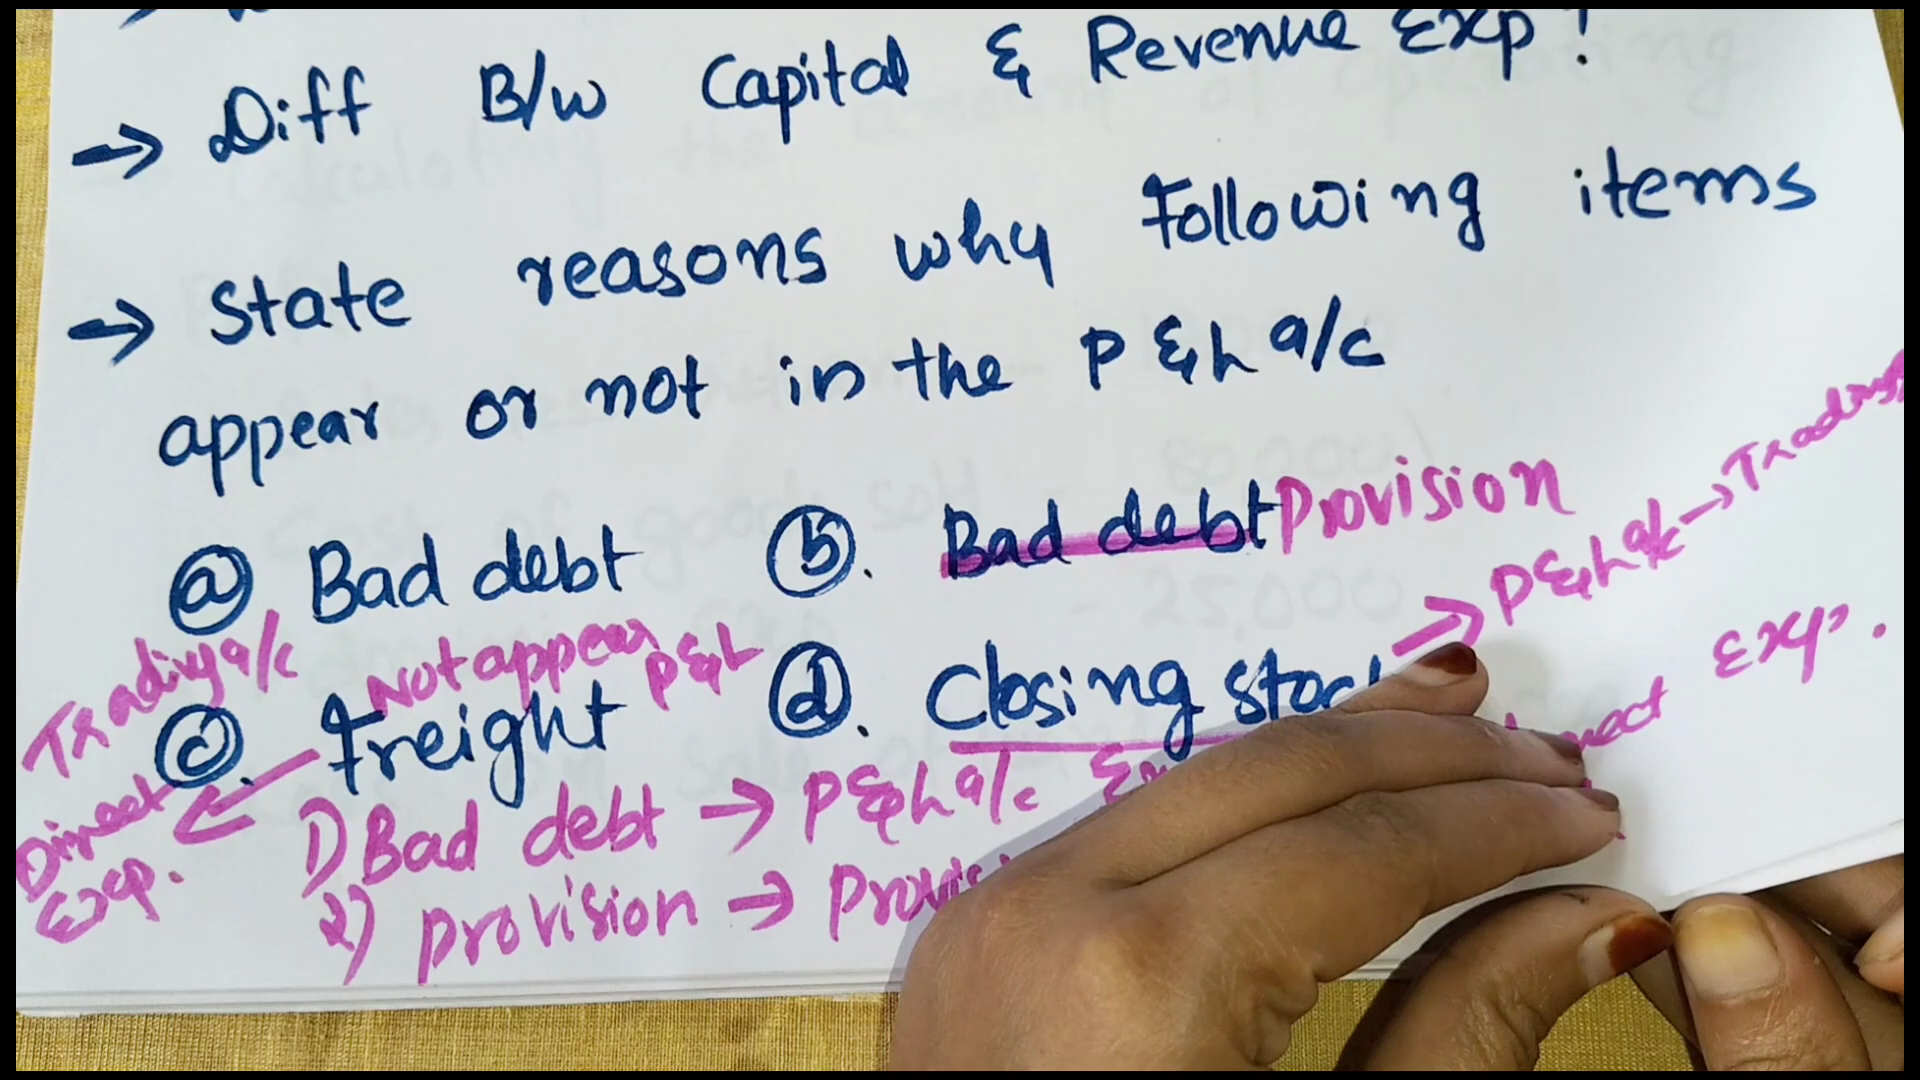 → Diff B/w Capital & Revenue Exp?
→ State reasons why following items
appear or not in the P & L a/c
ⓐ Bad debt ⓑ. Bad debt Provision
Trading a/c Not appear P&L → P&L a/c → Trading
ⓒ. Freight ⓓ. Closing
Direct Exp. Exp.
1) Bad debt → P&L a/c
2) Provision →